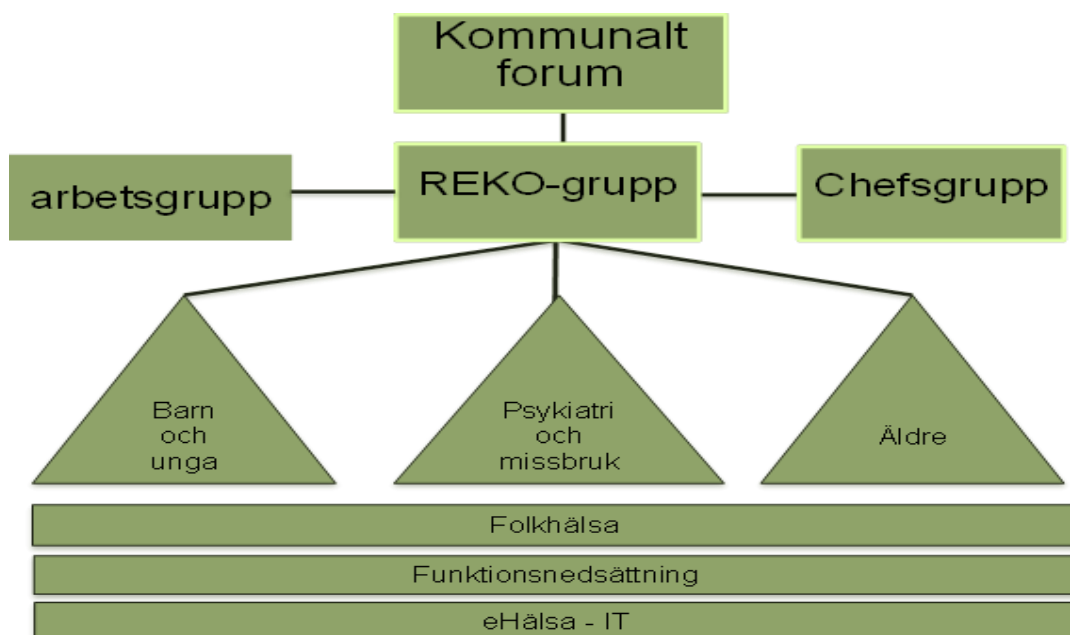 Kommunalt
forum
arbetsgrupp
REKO-grupp
Chefsgrupp
Barn
och
unga
Psykiatri
och
missbruk
Äldre
Folkhälsa
Funktionsnedsättning
eHälsa - IT